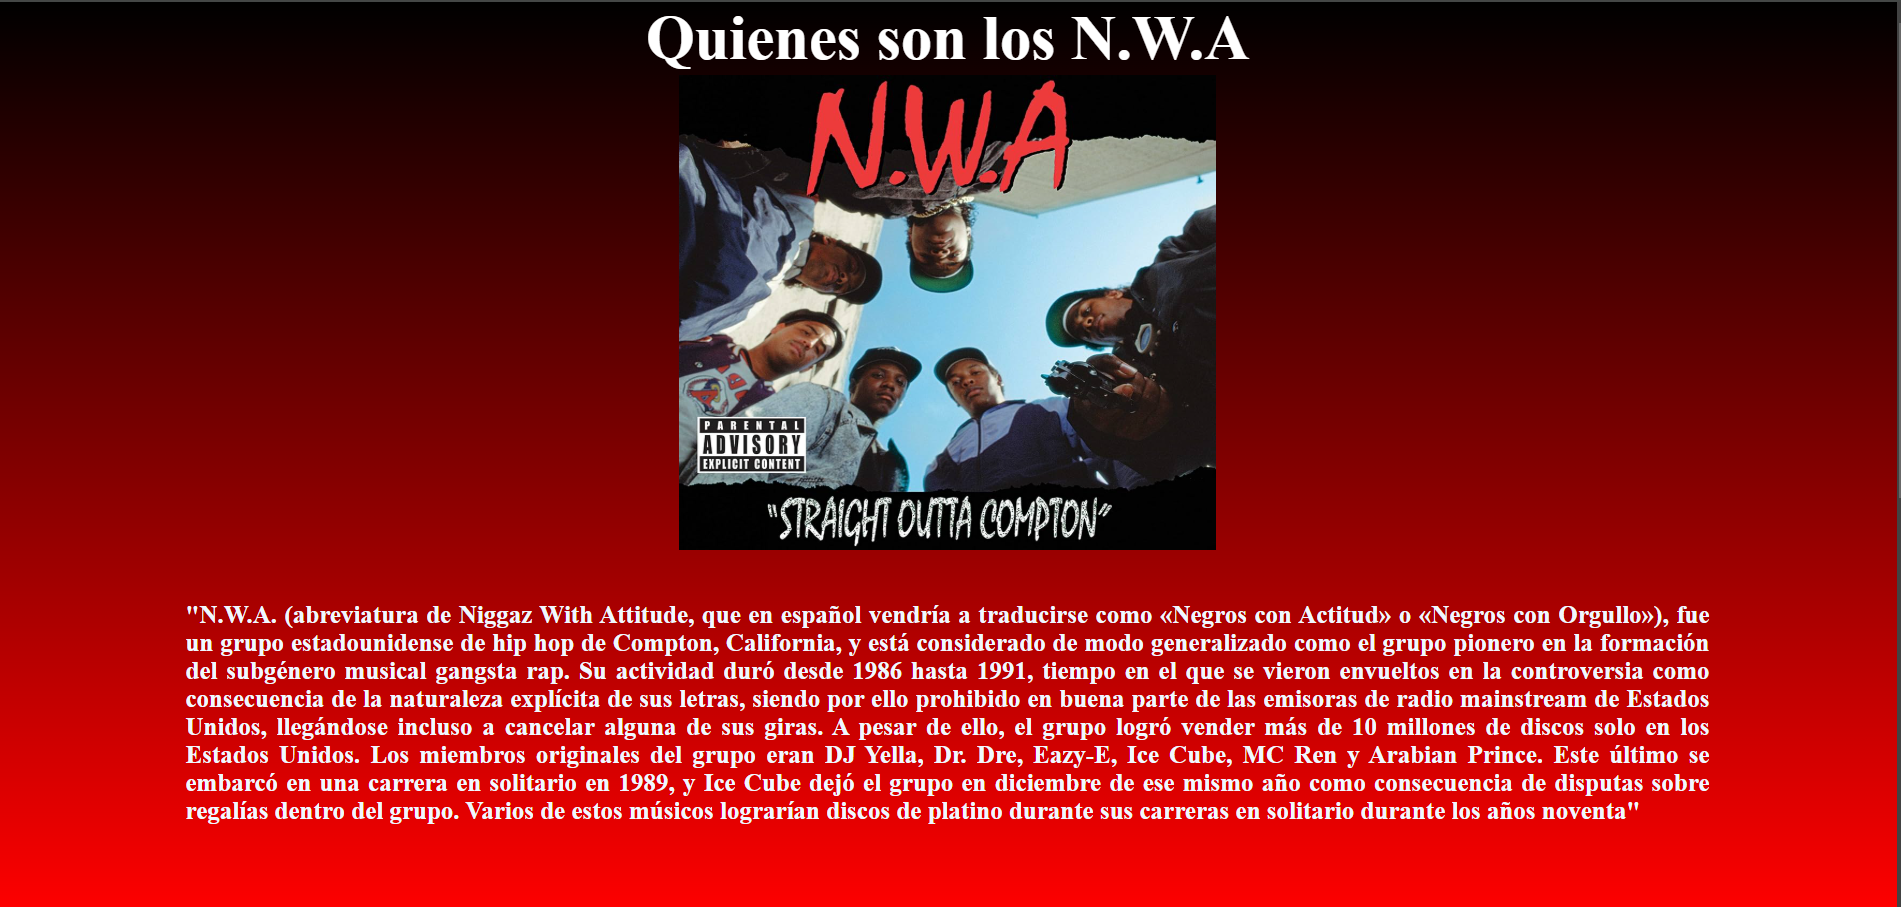 Quienes son los N.W.A
N.W.A
PARENTAL
ADVISORY
EXPLICIT CONTENT
"STRAIGHT OUTTA COMPTON"
"N.W.A. (abreviatura de Niggaz With Attitude, que en español vendría a traducirse como «Negros con Actitud» o «Negros con Orgullo»), fue
un grupo estadounidense de hip hop de Compton, California, y está considerado de modo generalizado como el grupo pionero en la formación
del subgénero musical gangsta rap. Su actividad duró desde 1986 hasta 1991, tiempo en el que se vieron envueltos en la controversia como
consecuencia de la naturaleza explícita de sus letras, siendo por ello prohibido en buena parte de las emisoras de radio mainstream de Estados
Unidos, llegándose incluso a cancelar alguna de sus giras. A pesar de ello, el grupo logró vender más de 10 millones de discos solo en los
Estados Unidos. Los miembros originales del grupo eran DJ Yella, Dr. Dre, Eazy-E, Ice Cube, MC Ren y Arabian Prince. Este último se
embarcó en una carrera en solitario en 1989, y Ice Cube dejó el grupo en diciembre de ese mismo año como consecuencia de disputas sobre
regalías dentro del grupo. Varios de estos músicos lograrían discos de platino durante sus carreras en solitario durante los años noventa"